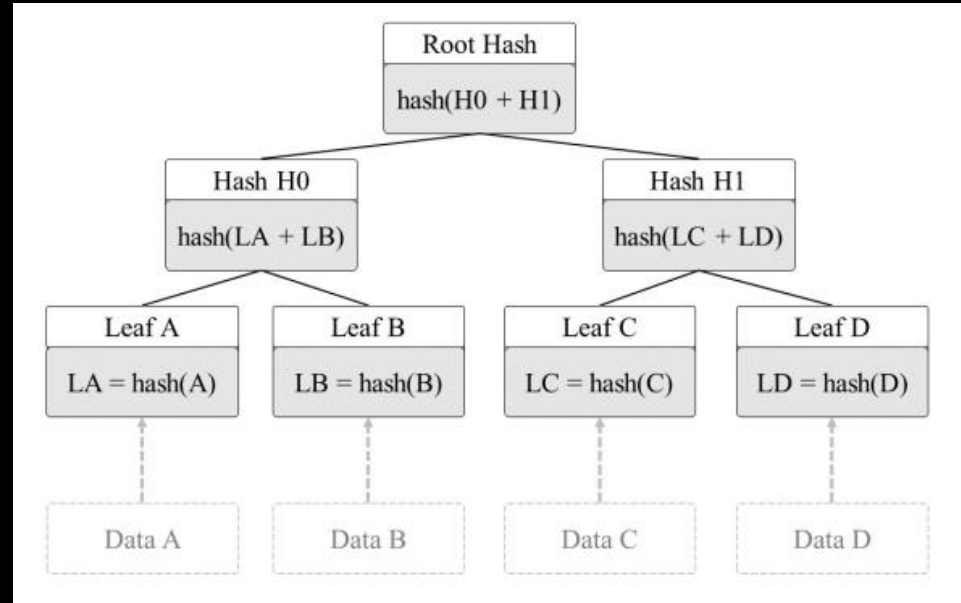 Root Hash
hash(H0 + H1)
Hash H0
Hash H1
hash(LA + LB)
hash(LC + LD)
Leaf A
Leaf B
Leaf C
Leaf D
LA = hash(A)
LB = hash(B)
LC = hash(C)
LD = hash(D)
Data A
Data B
Data C
Data D